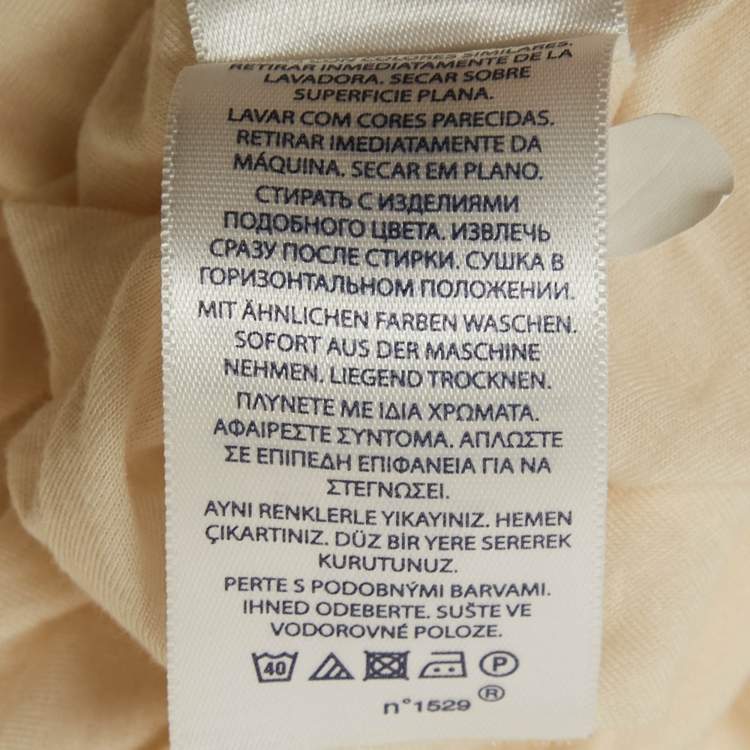 COLORES SIMILARES.
RETIRAR INMEDIATAMENTE DE LA
LAVADORA. SECAR SOBRE
SUPERFICIE PLANA.
LAVAR COM CORES PARECIDAS.
RETIRAR IMEDIATAMENTE DA
MÁQUINA. SECAR EM PLANO.
СТИРАТЬ С ИЗДЕЛИЯМИ
ПОДОБНОГО ЦВЕТА. ИЗВЛЕЧЬ
СРАЗУ ПОСЛЕ СТИРКИ. СУШКА В
ГОРИЗОНТАЛЬНОМ ПОЛОЖЕНИИ.
MIT ÄHNLICHEN FARBEN WASCHEN.
SOFORT AUS DER MASCHINE
NEHMEN. LIEGEND TROCKNEN.
ΠΛΥΝΕΤΕ ΜΕ ΙΔΙΑ ΧΡΩΜΑΤΑ.
ΑΦΑΙΡΕΣΤΕ ΣΥΝΤΟΜΑ. ΑΠΛΩΣΤΕ
ΣΕ ΕΠΙΠΕΔΗ ΕΠΙΦΑΝΕΙΑ ΓΙΑ ΝΑ
ΣΤΕΓΝΩΣΕΙ.
AYNI RENKLERLE YIKAYINIZ. HEMEN
ÇIKARTINIZ. DÜZ BİR YERE SEREREK
KURUTUNUZ.
PERTE S PODOBNÝMI BARVAMI.
IHNED ODEBERTE. SUŠTE VE
VODOROVNÉ POLOZE.
40 P
n°1529 ®